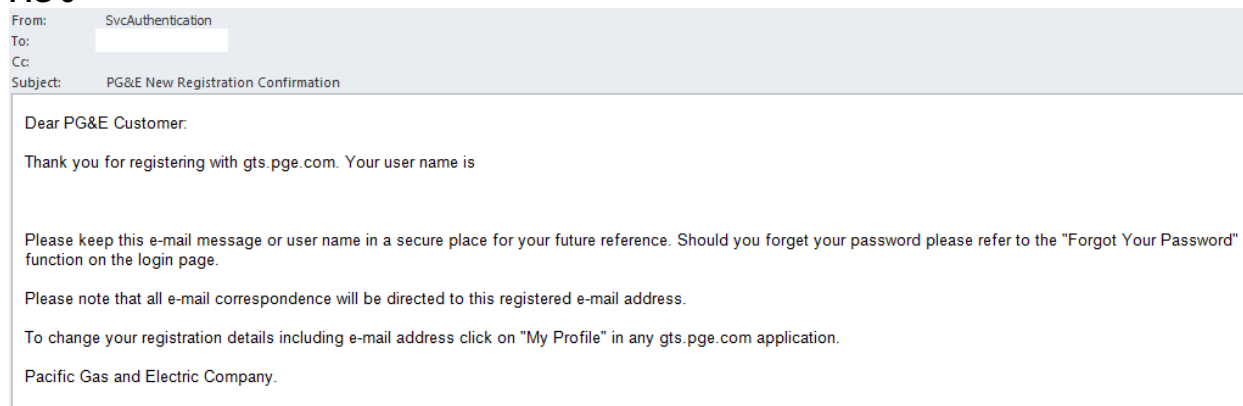 From: SvcAuthentication
To:
Cc:
Subject: PG&E New Registration Confirmation
Dear PG&E Customer:
Thank you for registering with gts.pge.com. Your user name is
Please keep this e-mail message or user name in a secure place for your future reference. Should you forget your password please refer to the "Forgot Your Password"
function on the login page.
Please note that all e-mail correspondence will be directed to this registered e-mail address.
To change your registration details including e-mail address click on "My Profile" in any gts.pge.com application.
Pacific Gas and Electric Company.